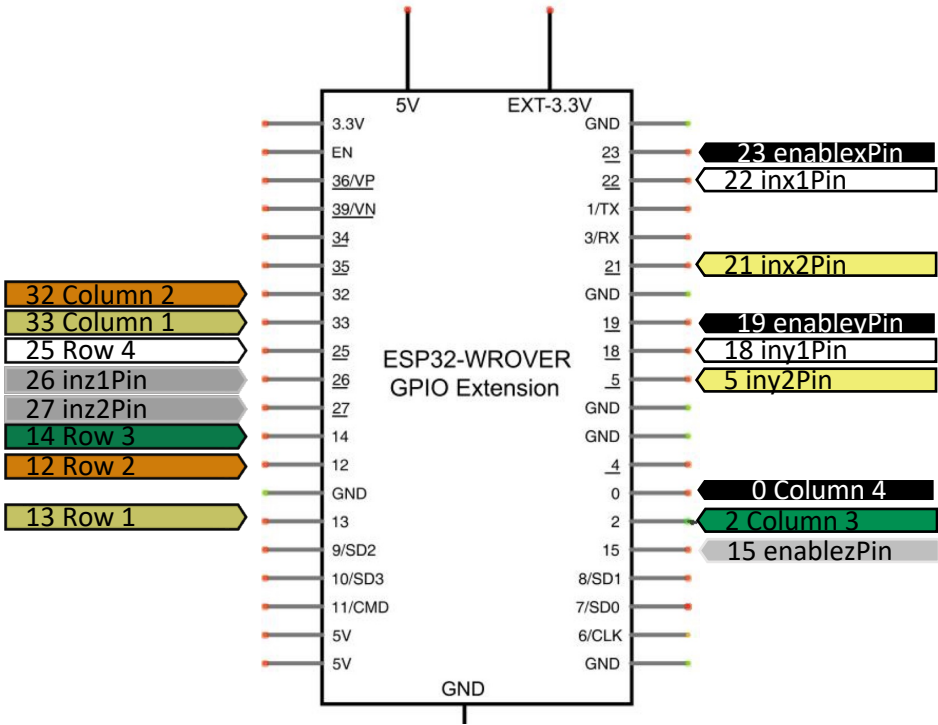 5V
EXT-3.3V
3.3V
EN
36/VP
39/VN
34
35
32
33
25
26
27
14
12
GND
13
9/SD2
10/SD3
11/CMD
5V
5V
GND
23
22
1/TX
3/RX
21
GND
19
18
5
GND
GND
4
0
2
15
8/SD1
7/SD0
6/CLK
GND
ESP32-WROVER
GPIO Extension
GND
32 Column 2
33 Column 1
25 Row 4
26 inz1Pin
27 inz2Pin
14 Row 3
12 Row 2
13 Row 1
23 enablexPin
22 inx1Pin
21 inx2Pin
19 enableyPin
18 iny1Pin
5 iny2Pin
0 Column 4
2 Column 3
15 enablezPin